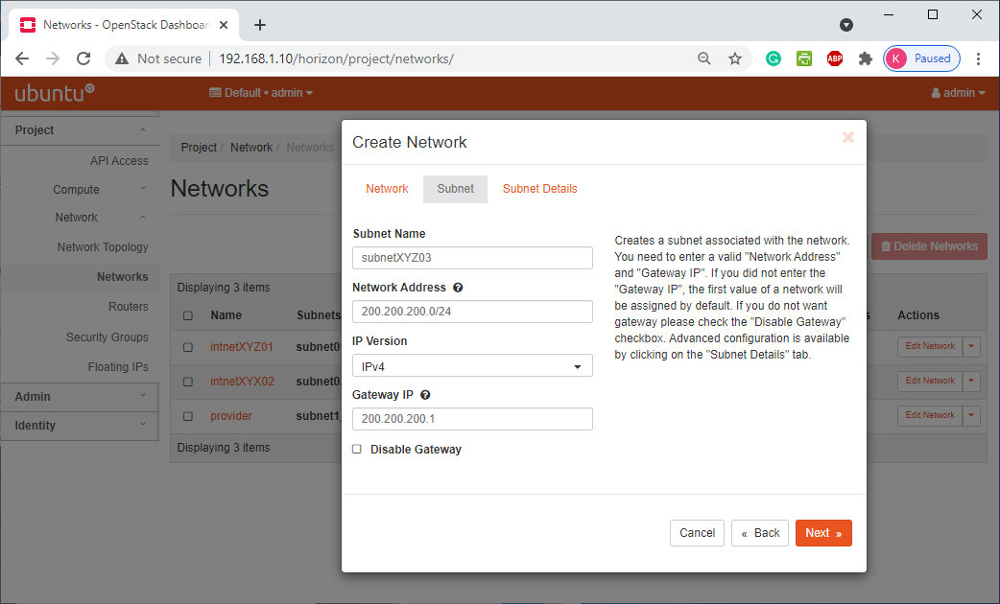 Networks - OpenStack Dashboar
Not secure
192.168.1.10/horizon/project/networks/
ABP
K Paused
ubuntu
Default • admin
admin
Project
API Access
Compute
Network
Network Topology
Networks
Routers
Security Groups
Floating IPs
Admin
Identity
Project / Network / Networks
Networks
Delete Networks
Displaying 3 items
Name Subnets Actions
intnetXYZ01 subnet0 Edit Network
intnetXYX02 subnet02 Edit Network
provider subnet1_ Edit Network
Displaying 3 items
Create Network
Network Subnet Subnet Details
Subnet Name
subnetXYZ03
Network Address
200.200.200.0/24
IP Version
IPv4
Gateway IP
200.200.200.1
Disable Gateway
Creates a subnet associated with the network.
You need to enter a valid "Network Address"
and "Gateway IP". If you did not enter the
"Gateway IP", the first value of a network will
be assigned by default. If you do not want
gateway please check the "Disable Gateway"
checkbox. Advanced configuration is available
by clicking on the "Subnet Details" tab.
Cancel « Back Next »